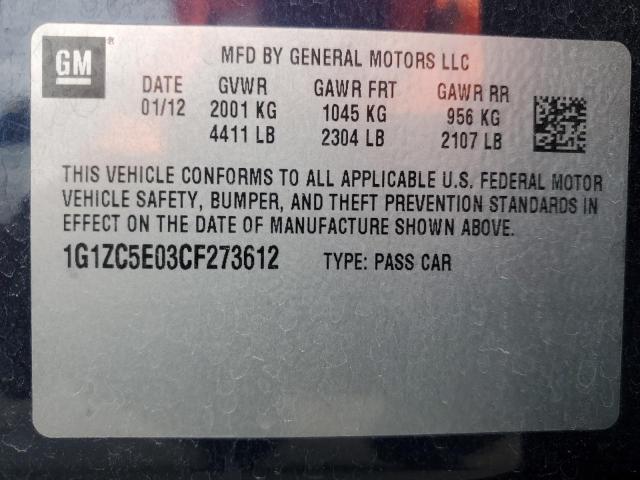 GM ®
MFD BY GENERAL MOTORS LLC
DATE GVWR GAWR FRT GAWR RR
01/12 2001 KG 1045 KG 956 KG
4411 LB 2304 LB 2107 LB
THIS VEHICLE CONFORMS TO ALL APPLICABLE U.S. FEDERAL MOTOR
VEHICLE SAFETY, BUMPER, AND THEFT PREVENTION STANDARDS IN
EFFECT ON THE DATE OF MANUFACTURE SHOWN ABOVE.
1G1ZC5E03CF273612 TYPE: PASS CAR